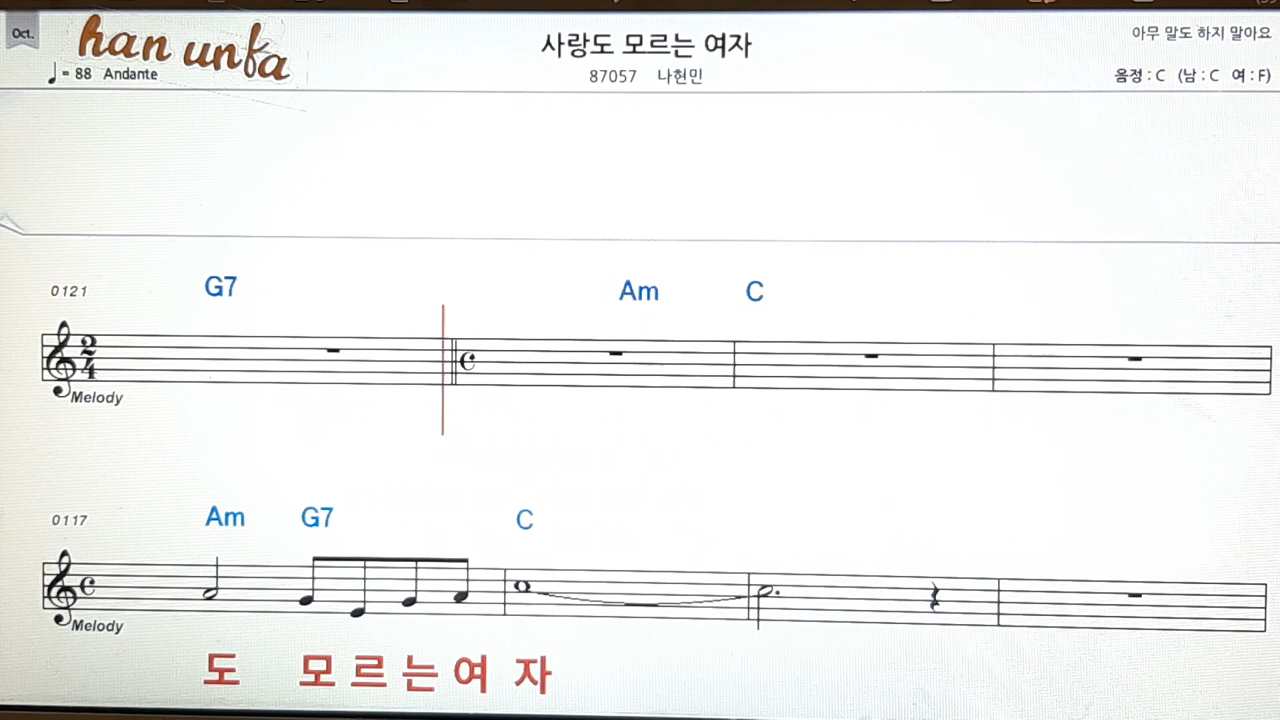 Oct.
han unfa
= 88 Andante
사랑도 모르는 여자
87057 나현민
아무 말도 하지 말아요
음정 : C (남 : C 여 : F)
0121
G7
Am C
2
4
Melody
0117
Am G7 C
Melody
도 모르는여 자